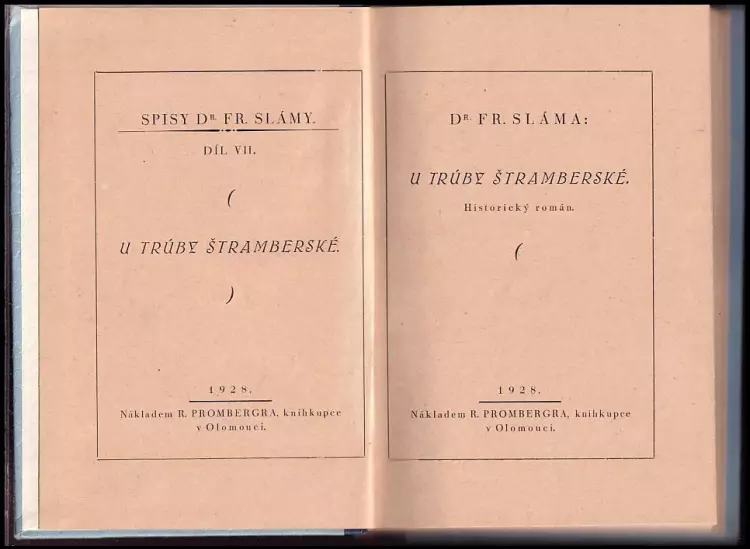 SPISY DR. FR. SLÁMY.
DÍL VII.
(
U TRÚBY ŠTRAMBERSKÉ.
)
1928.
Nákladem R. PROMBERGRA, knihkupce
v Olomouci.
DR. FR. SLÁMA:
U TRÚBY ŠTRAMBERSKÉ.
Historický román.
(
1928.
Nákladem R. PROMBERGRA, knihkupce
v Olomouci.